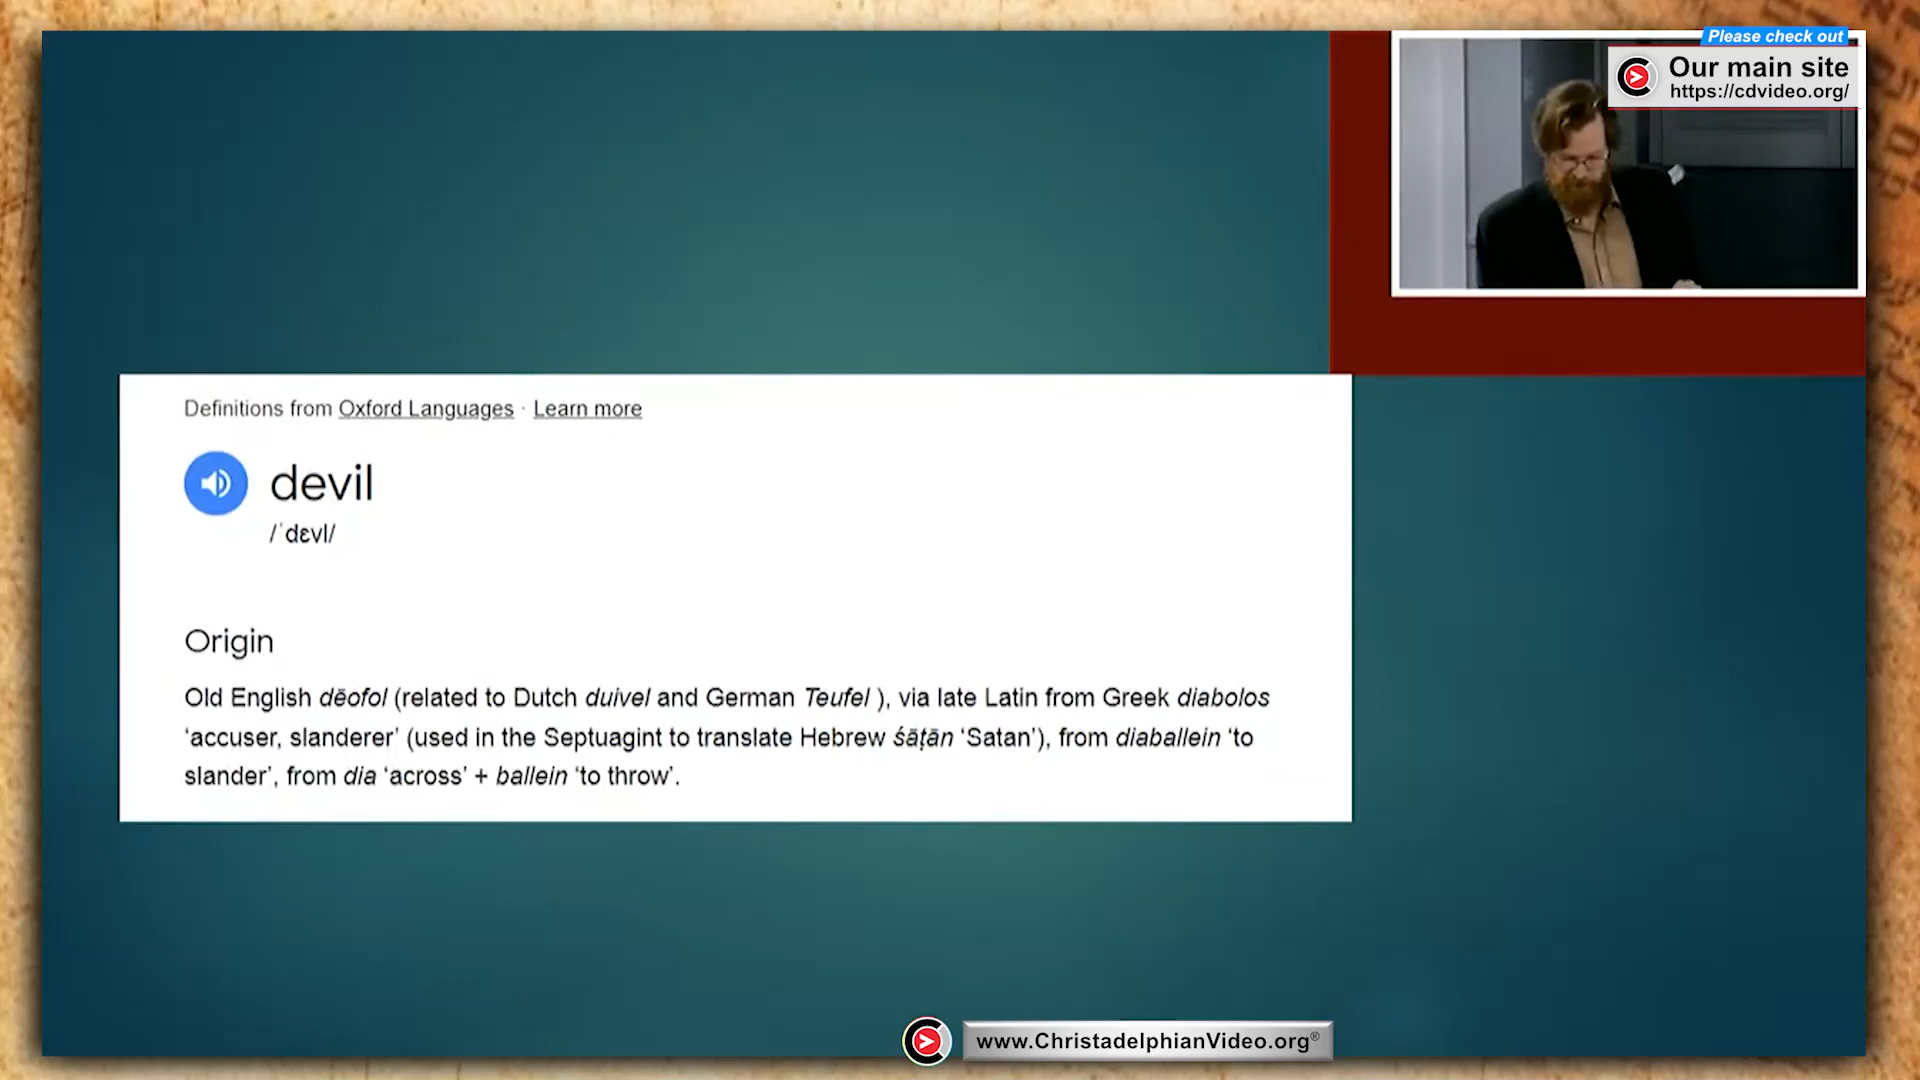 Please check out
Our main site
https://cdvideo.org/
Definitions from Oxford Languages · Learn more
devil
/ˈdɛvl/
Origin
Old English dēofol (related to Dutch duivel and German Teufel ), via late Latin from Greek diabolos
‘accuser, slanderer’ (used in the Septuagint to translate Hebrew śāṭān ‘Satan’), from diaballein ‘to
slander’, from dia ‘across’ + ballein ‘to throw’.
www.ChristadelphianVideo.org®